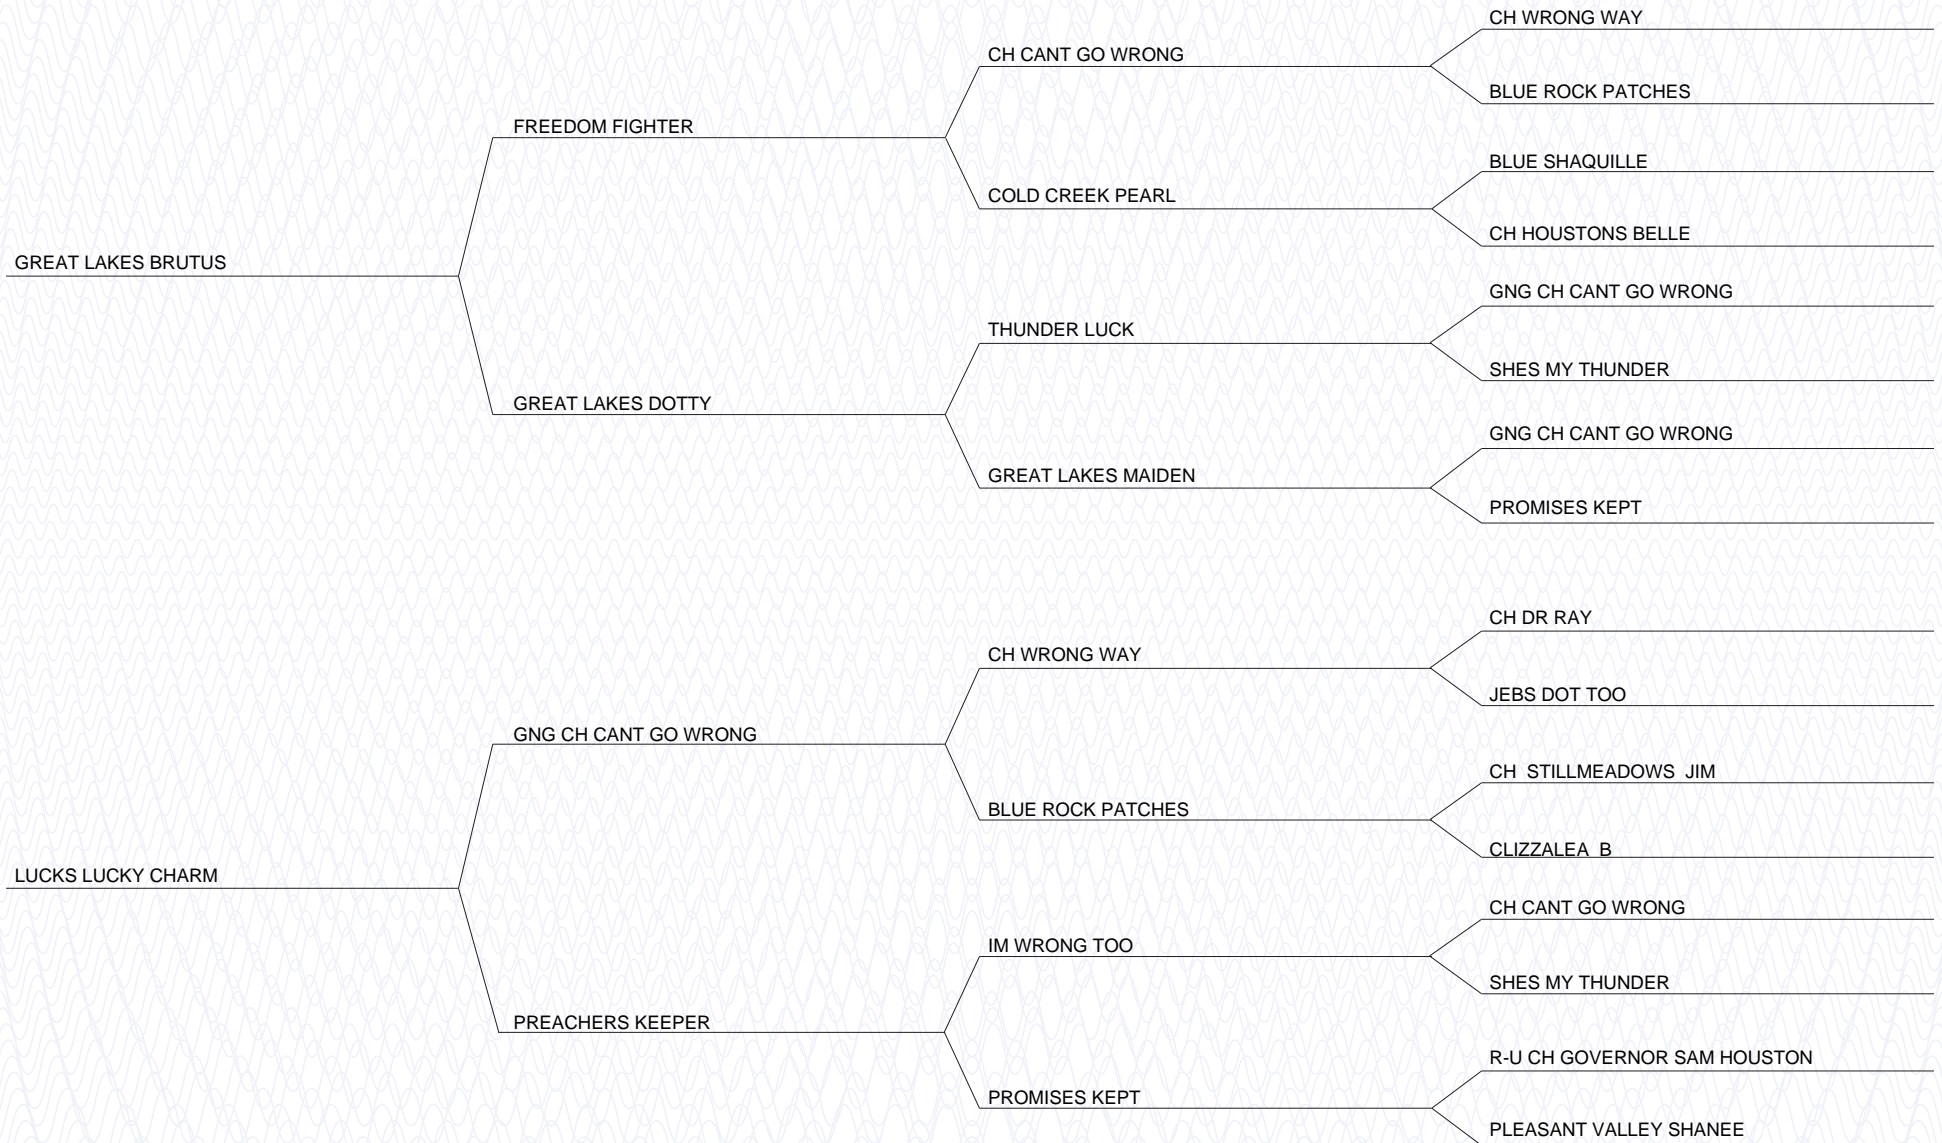 CH WRONG WAY
CH CANT GO WRONG
BLUE ROCK PATCHES
FREEDOM FIGHTER
BLUE SHAQUILLE
COLD CREEK PEARL
CH HOUSTONS BELLE
GREAT LAKES BRUTUS
GNG CH CANT GO WRONG
THUNDER LUCK
SHES MY THUNDER
GREAT LAKES DOTTY
GNG CH CANT GO WRONG
GREAT LAKES MAIDEN
PROMISES KEPT
CH DR RAY
CH WRONG WAY
JEBS DOT TOO
GNG CH CANT GO WRONG
CH  STILLMEADOWS  JIM
BLUE ROCK PATCHES
CLIZZALEA  B
LUCKS LUCKY CHARM
CH CANT GO WRONG
IM WRONG TOO
SHES MY THUNDER
PREACHERS KEEPER
R-U CH GOVERNOR SAM HOUSTON
PROMISES KEPT
PLEASANT VALLEY SHANEE